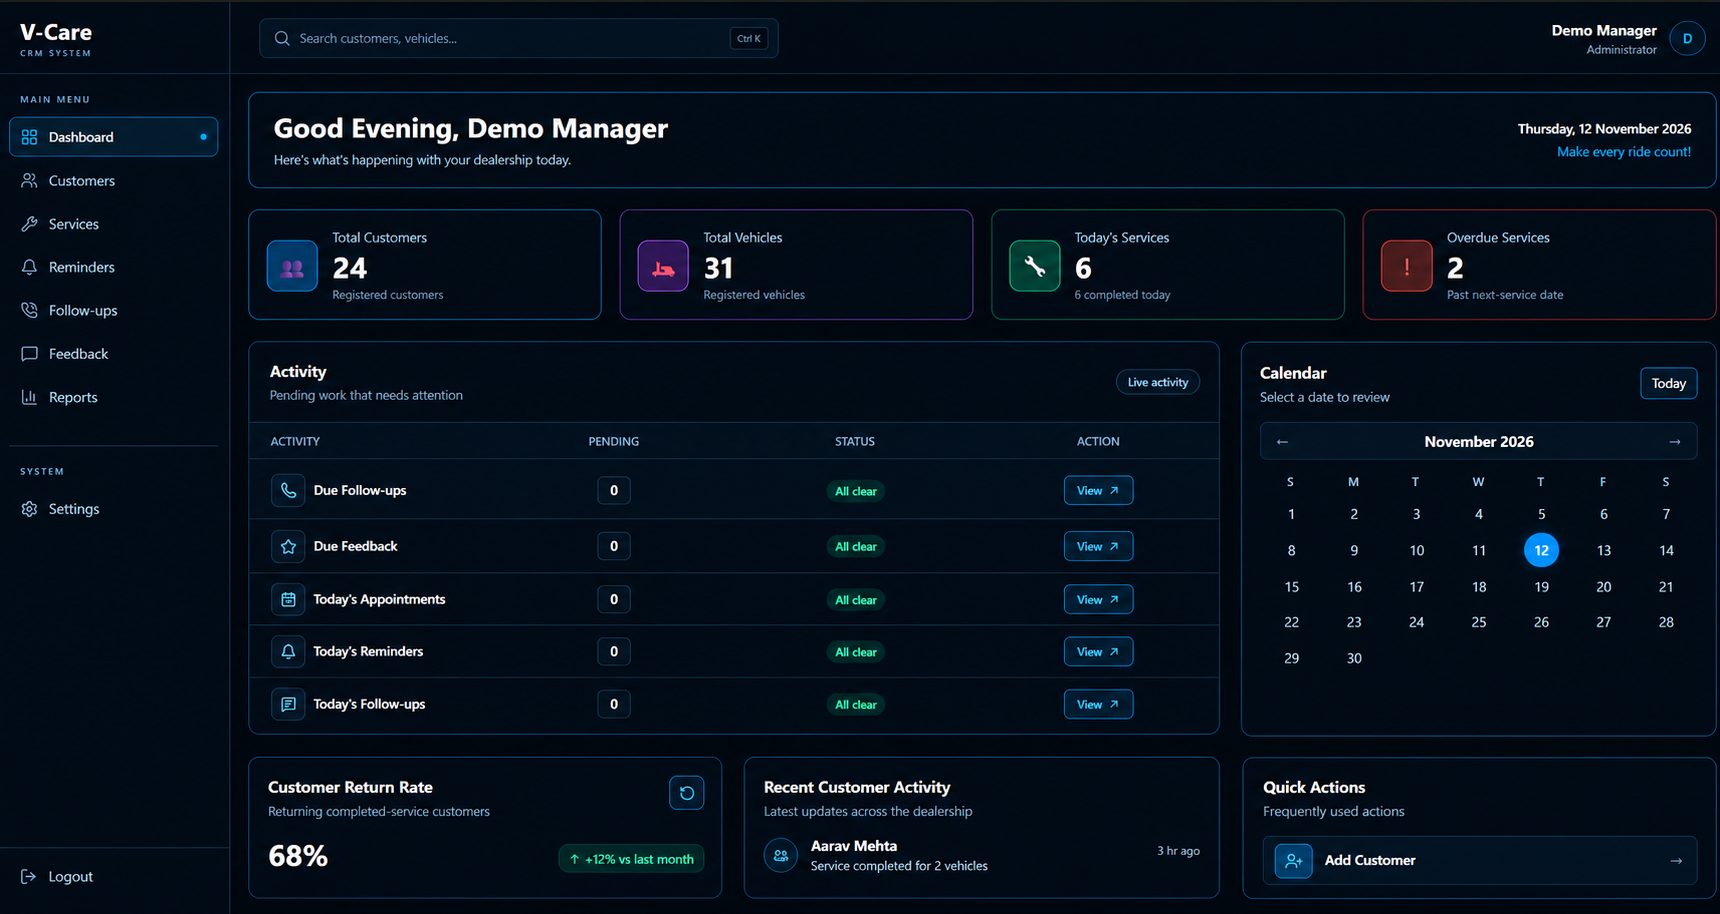 V-Care
CRM SYSTEM
Search customers, vehicles...
Ctrl K
Demo Manager
Administrator
D
MAIN MENU
Dashboard
Customers
Services
Reminders
Follow-ups
Feedback
Reports
SYSTEM
Settings
Logout
Good Evening, Demo Manager
Here's what's happening with your dealership today.
Thursday, 12 November 2026
Make every ride count!
Total Customers
24
Registered customers
Total Vehicles
31
Registered vehicles
Today's Services
6
6 completed today
!
Overdue Services
2
Past next-service date
Activity
Pending work that needs attention
Live activity
ACTIVITY PENDING STATUS ACTION
Due Follow-ups 0 All clear View ↗
Due Feedback 0 All clear View ↗
Today's Appointments 0 All clear View ↗
Today's Reminders 0 All clear View ↗
Today's Follow-ups 0 All clear View ↗
Calendar
Select a date to review
Today
← November 2026 →
S M T W T F S
1 2 3 4 5 6 7
8 9 10 11 12 13 14
15 16 17 18 19 20 21
22 23 24 25 26 27 28
29 30
Customer Return Rate
Returning completed-service customers
68%
↑ +12% vs last month
Recent Customer Activity
Latest updates across the dealership
Aarav Mehta
Service completed for 2 vehicles
3 hr ago
Quick Actions
Frequently used actions
Add Customer →